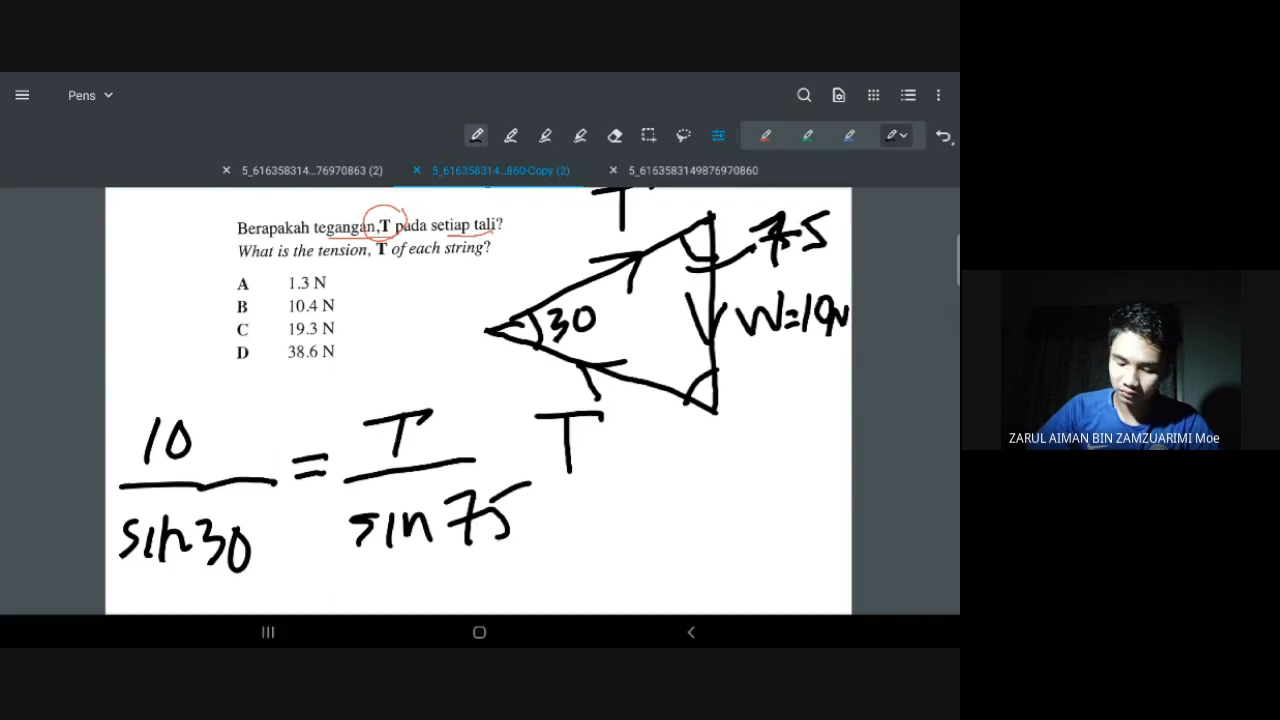 Pens
5_616358314...76970863 (2)
5_616358314...860-Copy (2)
5_6163583149876970860
Berapakah tegangan,T pada setiap tali?
What is the tension, T of each string?
A 1.3 N
B 10.4 N
C 19.3 N
D 38.6 N
T
75
30
W=10N
T
10
sin30
=
T
sin 75
ZARUL AIMAN BIN ZAMZUARIMI Moe